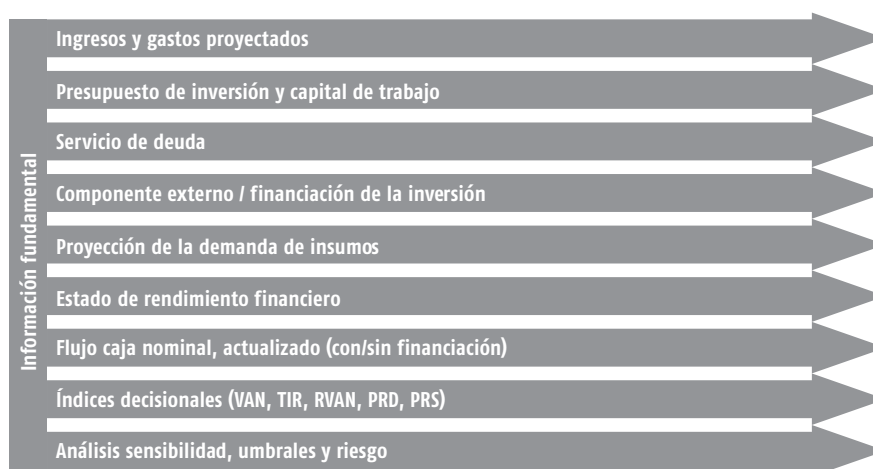 Información fundamental
Ingresos y gastos proyectados
Presupuesto de inversión y capital de trabajo
Servicio de deuda
Componente externo / financiación de la inversión
Proyección de la demanda de insumos
Estado de rendimiento financiero
Flujo caja nominal, actualizado (con/sin financiación)
Índices decisionales (VAN, TIR, RVAN, PRD, PRS)
Análisis sensibilidad, umbrales y riesgo